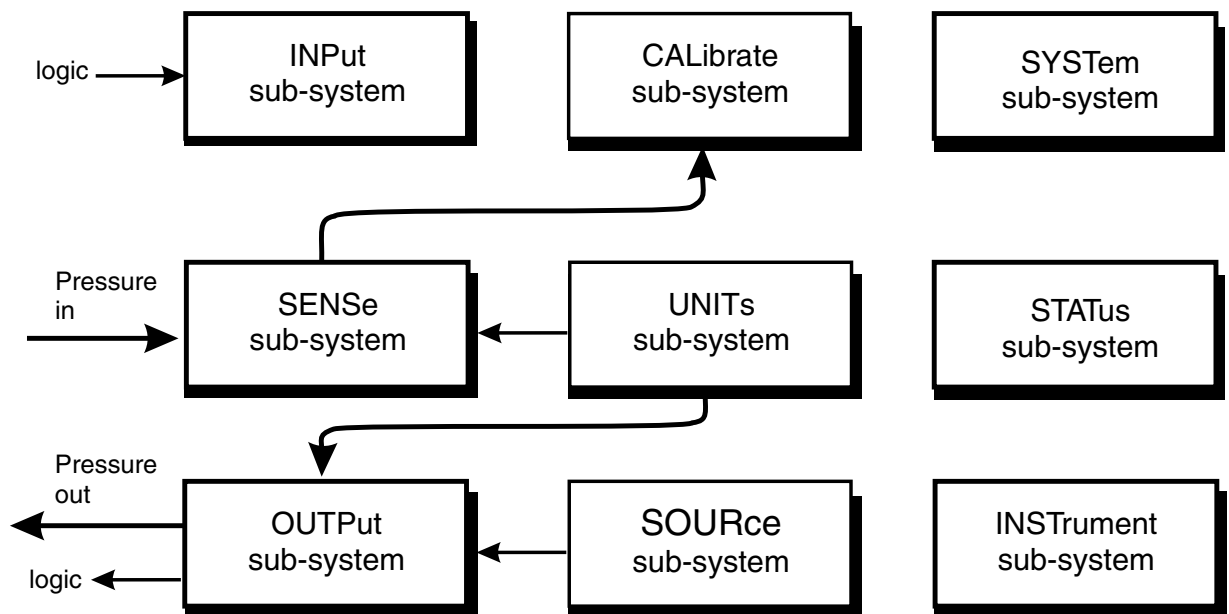 logic
INPut
sub-system
CALibrate
sub-system
SYSTem
sub-system
Pressure
in
SENSe
sub-system
UNITs
sub-system
STATus
sub-system
Pressure
out
logic
OUTPut
sub-system
SOURce
sub-system
INSTrument
sub-system